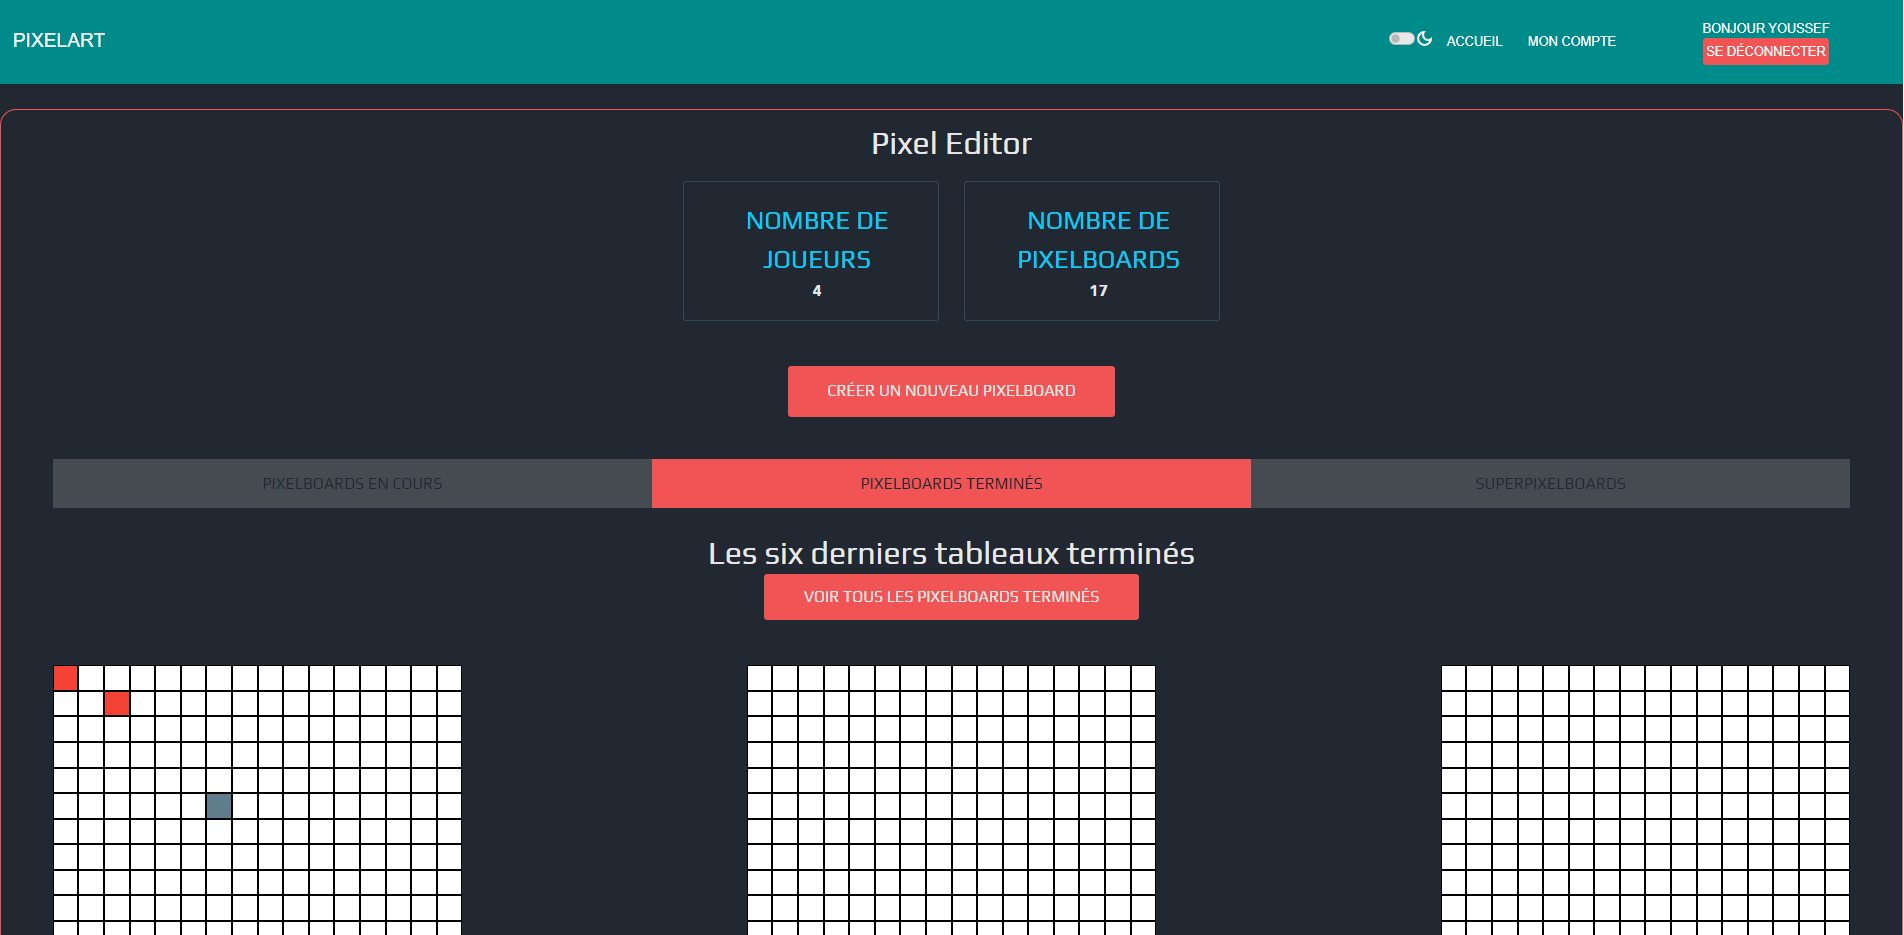 PIXELART
ACCUEIL
MON COMPTE
BONJOUR YOUSSEF
SE DÉCONNECTER
Pixel Editor
NOMBRE DE
JOUEURS
4
NOMBRE DE
PIXELBOARDS
17
CRÉER UN NOUVEAU PIXELBOARD
PIXELBOARDS EN COURS
PIXELBOARDS TERMINÉS
SUPERPIXELBOARDS
Les six derniers tableaux terminés
VOIR TOUS LES PIXELBOARDS TERMINÉS